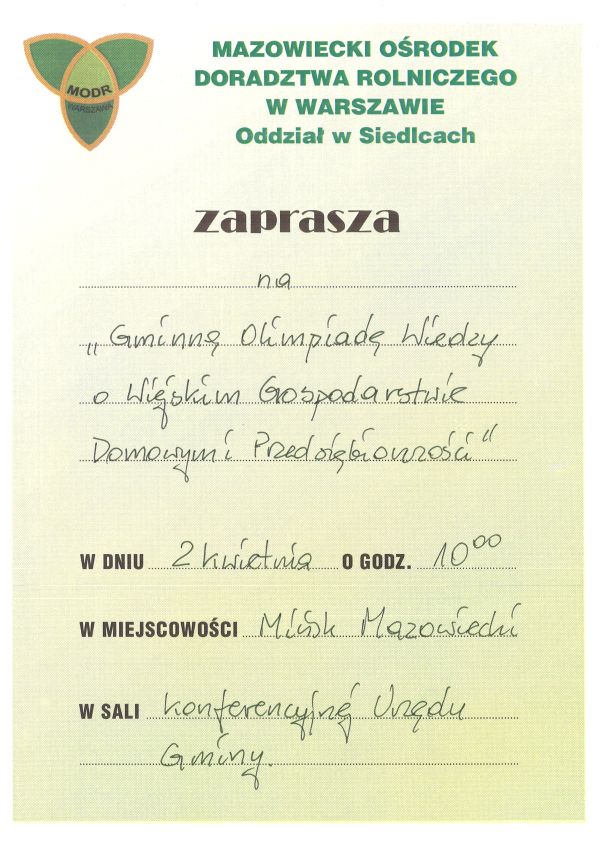 MODR
WARSZAWA
MAZOWIECKI OŚRODEK
DORADZTWA ROLNICZEGO
W WARSZAWIE
Oddział w Siedlcach
zaprasza
na
„Gminną Olimpiadę Wiedzy
o Wiejskim Gospodarstwie
Domowym i Przedsiębiorczości"
W DNIU 2 kwietnia O GODZ. 10⁰⁰
W MIEJSCOWOŚCI Mińsk Mazowiecki
W SALI konferencyjnej Urzędu
Gminy.